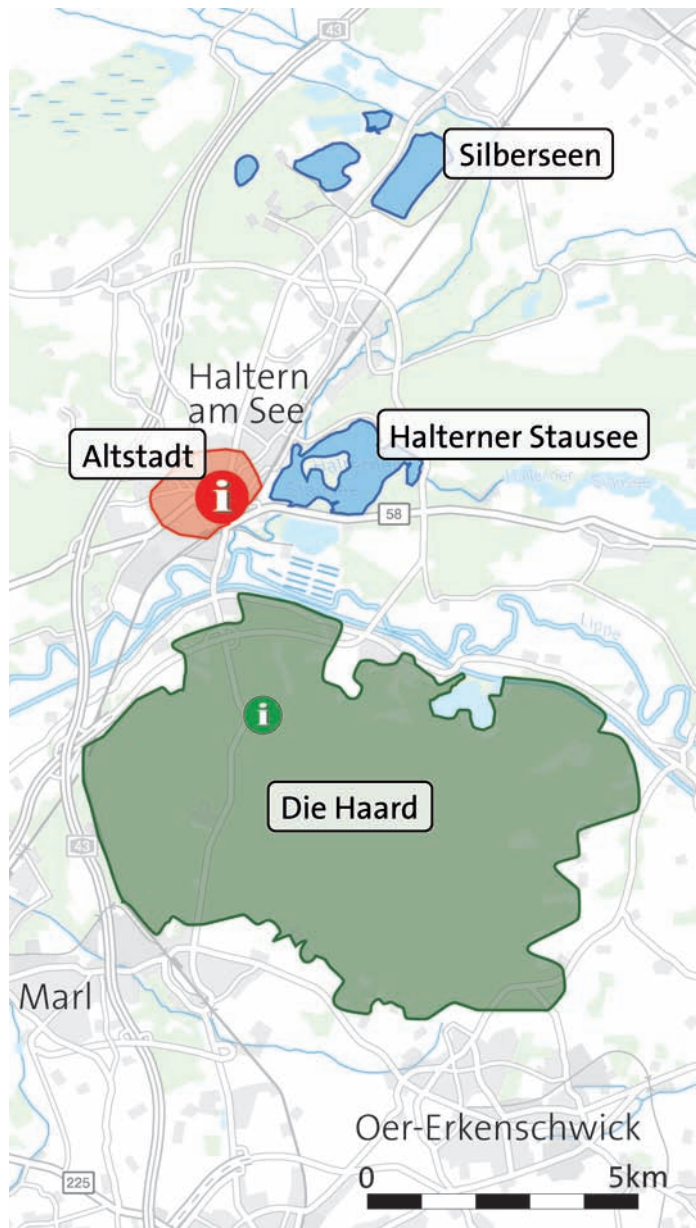 43
Silberseen
Haltern
am See
Altstadt
Halterner Stausee
i
58
Lippe
i
Die Haard
43
Marl
Oer-Erkenschwick
0 5km
225